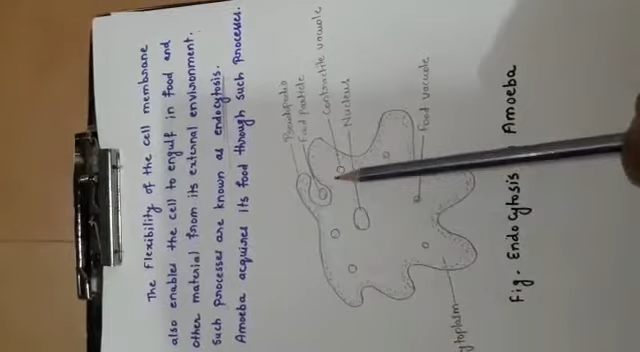 The flexibility of the cell membrane
also enables the cell to engulf in food and
other material from its external environment.
Such processes are known as endocytosis.
Amoeba acquires its food through such processes.
Pseudopodia
Food particle
Contractile vacuole
Nucleus
Food vacuole
ytoplasm
Fig. Endocytosis Amoeba